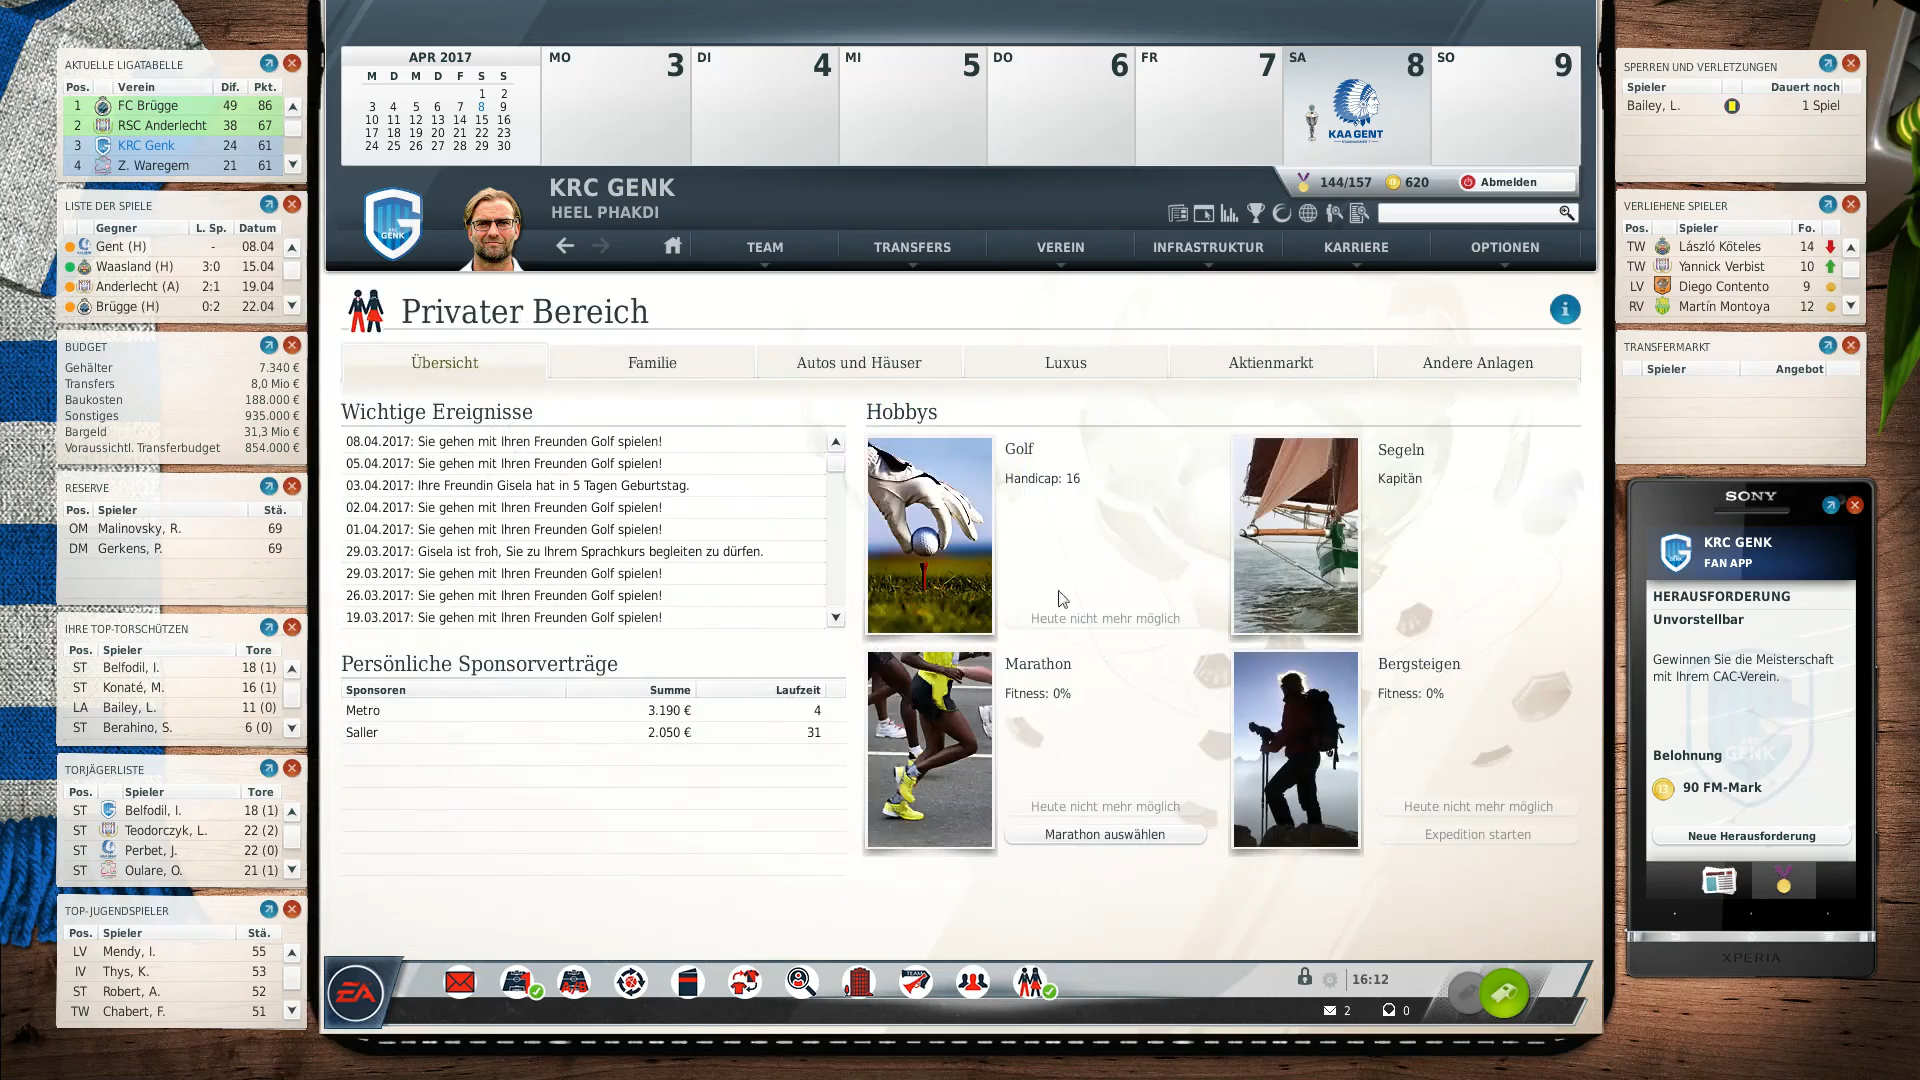 AKTUELLE LIGATABELLE
Pos. Verein Dif. Pkt.
1 FC Brügge 49 86
2 RSC Anderlecht 38 67
3 KRC Genk 24 61
4 Z. Waregem 21 61
LISTE DER SPIELE
Gegner L. Sp. Datum
Gent (H) - 08.04
Waasland (H) 3:0 15.04
Anderlecht (A) 2:1 19.04
Brügge (H) 0:2 22.04
BUDGET
Gehälter 7.340 €
Transfers 8,0 Mio €
Baukosten 188.000 €
Sonstiges 935.000 €
Bargeld 31,3 Mio €
Voraussichtl. Transferbudget 854.000 €
RESERVE
Pos. Spieler Stä.
OM Malinovsky, R. 69
DM Gerkens, P. 69
IHRE TOP-TORSCHÜTZEN
Pos. Spieler Tore
ST Belfodil, I. 18 (1)
ST Konaté, M. 16 (1)
LA Bailey, L. 11 (0)
ST Berahino, S. 6 (0)
TORJÄGERLISTE
Pos. Spieler Tore
ST Belfodil, I. 18 (1)
ST Teodorczyk, L. 22 (2)
ST Perbet, J. 22 (0)
ST Oulare, O. 21 (1)
TOP-JUGENDSPIELER
Pos. Spieler Stä.
LV Mendy, I. 55
IV Thys, K. 53
ST Robert, A. 52
TW Chabert, F. 51
APR 2017
M D M D F S S
1 2
3 4 5 6 7 8 9
10 11 12 13 14 15 16
17 18 19 20 21 22 23
24 25 26 27 28 29 30
MO 3 DI 4 MI 5 DO 6 FR 7 SA 8 SO 9
KAA GENT
GENK
KRC GENK
HEEL PHAKDI
144/157 620 Abmelden
TEAM TRANSFERS VEREIN INFRASTRUKTUR KARRIERE OPTIONEN
Privater Bereich
Übersicht Familie Autos und Häuser Luxus Aktienmarkt Andere Anlagen
Wichtige Ereignisse
08.04.2017: Sie gehen mit Ihren Freunden Golf spielen!
05.04.2017: Sie gehen mit Ihren Freunden Golf spielen!
03.04.2017: Ihre Freundin Gisela hat in 5 Tagen Geburtstag.
02.04.2017: Sie gehen mit Ihren Freunden Golf spielen!
01.04.2017: Sie gehen mit Ihren Freunden Golf spielen!
29.03.2017: Gisela ist froh, Sie zu Ihrem Sprachkurs begleiten zu dürfen.
29.03.2017: Sie gehen mit Ihren Freunden Golf spielen!
26.03.2017: Sie gehen mit Ihren Freunden Golf spielen!
19.03.2017: Sie gehen mit Ihren Freunden Golf spielen!
Persönliche Sponsorverträge
Sponsoren Summe Laufzeit
Metro 3.190 € 4
Saller 2.050 € 31
Hobbys
Golf
Handicap: 16
Heute nicht mehr möglich
Segeln
Kapitän
Marathon
Fitness: 0%
Heute nicht mehr möglich
Marathon auswählen
Bergsteigen
Fitness: 0%
Heute nicht mehr möglich
Expedition starten
EA
A/B
TEAM
16:12
2 0
SPERREN UND VERLETZUNGEN
Spieler Dauert noch
Bailey, L. 1 Spiel
VERLIEHENE SPIELER
Pos. Spieler Fo.
TW László Köteles 14
TW Yannick Verbist 10
LV Diego Contento 9
RV Martín Montoya 12
TRANSFERMARKT
Spieler Angebot
SONY
KRC GENK
FAN APP
HERAUSFORDERUNG
Unvorstellbar
Gewinnen Sie die Meisterschaft
mit Ihrem CAC-Verein.
Belohnung
90 FM-Mark
Neue Herausforderung
XPERIA